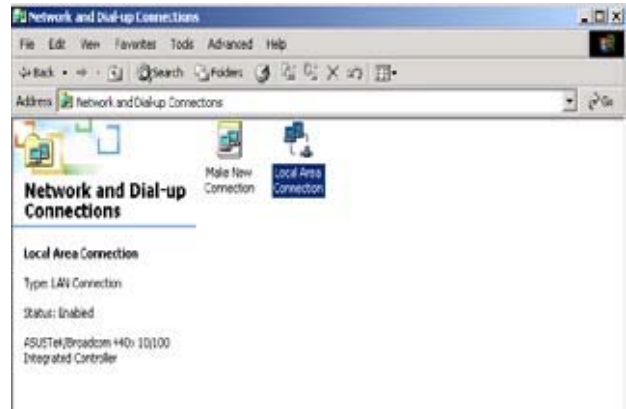 Network and Dial-up Connections
File Edit View Favorites Tools Advanced Help
Back Search Folders
Address Network and Dial-up Connections Go
Make New
Connection
Local Area
Connection
Network and Dial-up
Connections
Local Area Connection
Type: LAN Connection
Status: Enabled
ASUSTek/Broadcom 440x 10/100
Integrated Controller